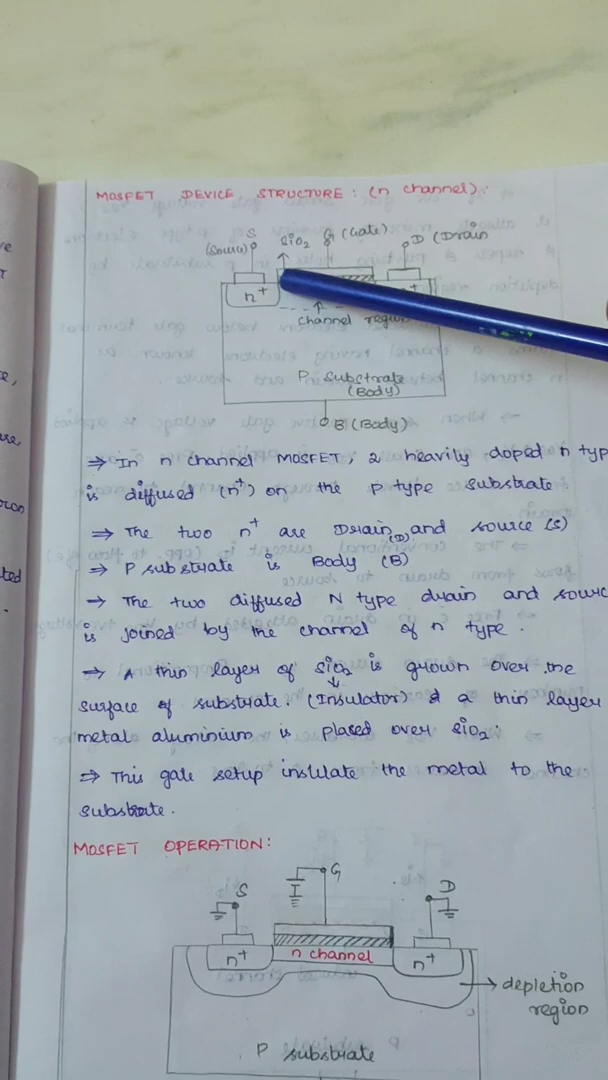 MOSFET DEVICE STRUCTURE: (n channel):
S
(Source)
SiO2
G (Gate)
D (Drain
n+
n+
channel region
P substrate
(Body)
B (Body)
⇒ In n channel MOSFET, 2 heavily doped n typ
is diffused (n+) on the p type substrate.
⇒ The two n+ are Drain(D) and source (S)
⇒ P substrate is Body (B)
→ The two diffused N type drain and sourc
is joined by the channel of n type.
⇒ A thin layer of SiO2 is grown over the
surface of substrate. (Insulator) & a thin layer
metal aluminium is plased over SiO2.
⇒ This gate setup inslulate the metal to the
substrate.
MOSFET OPERATION:
S
G
D
n+
n channel
n+
→ depletion
region
P substrate